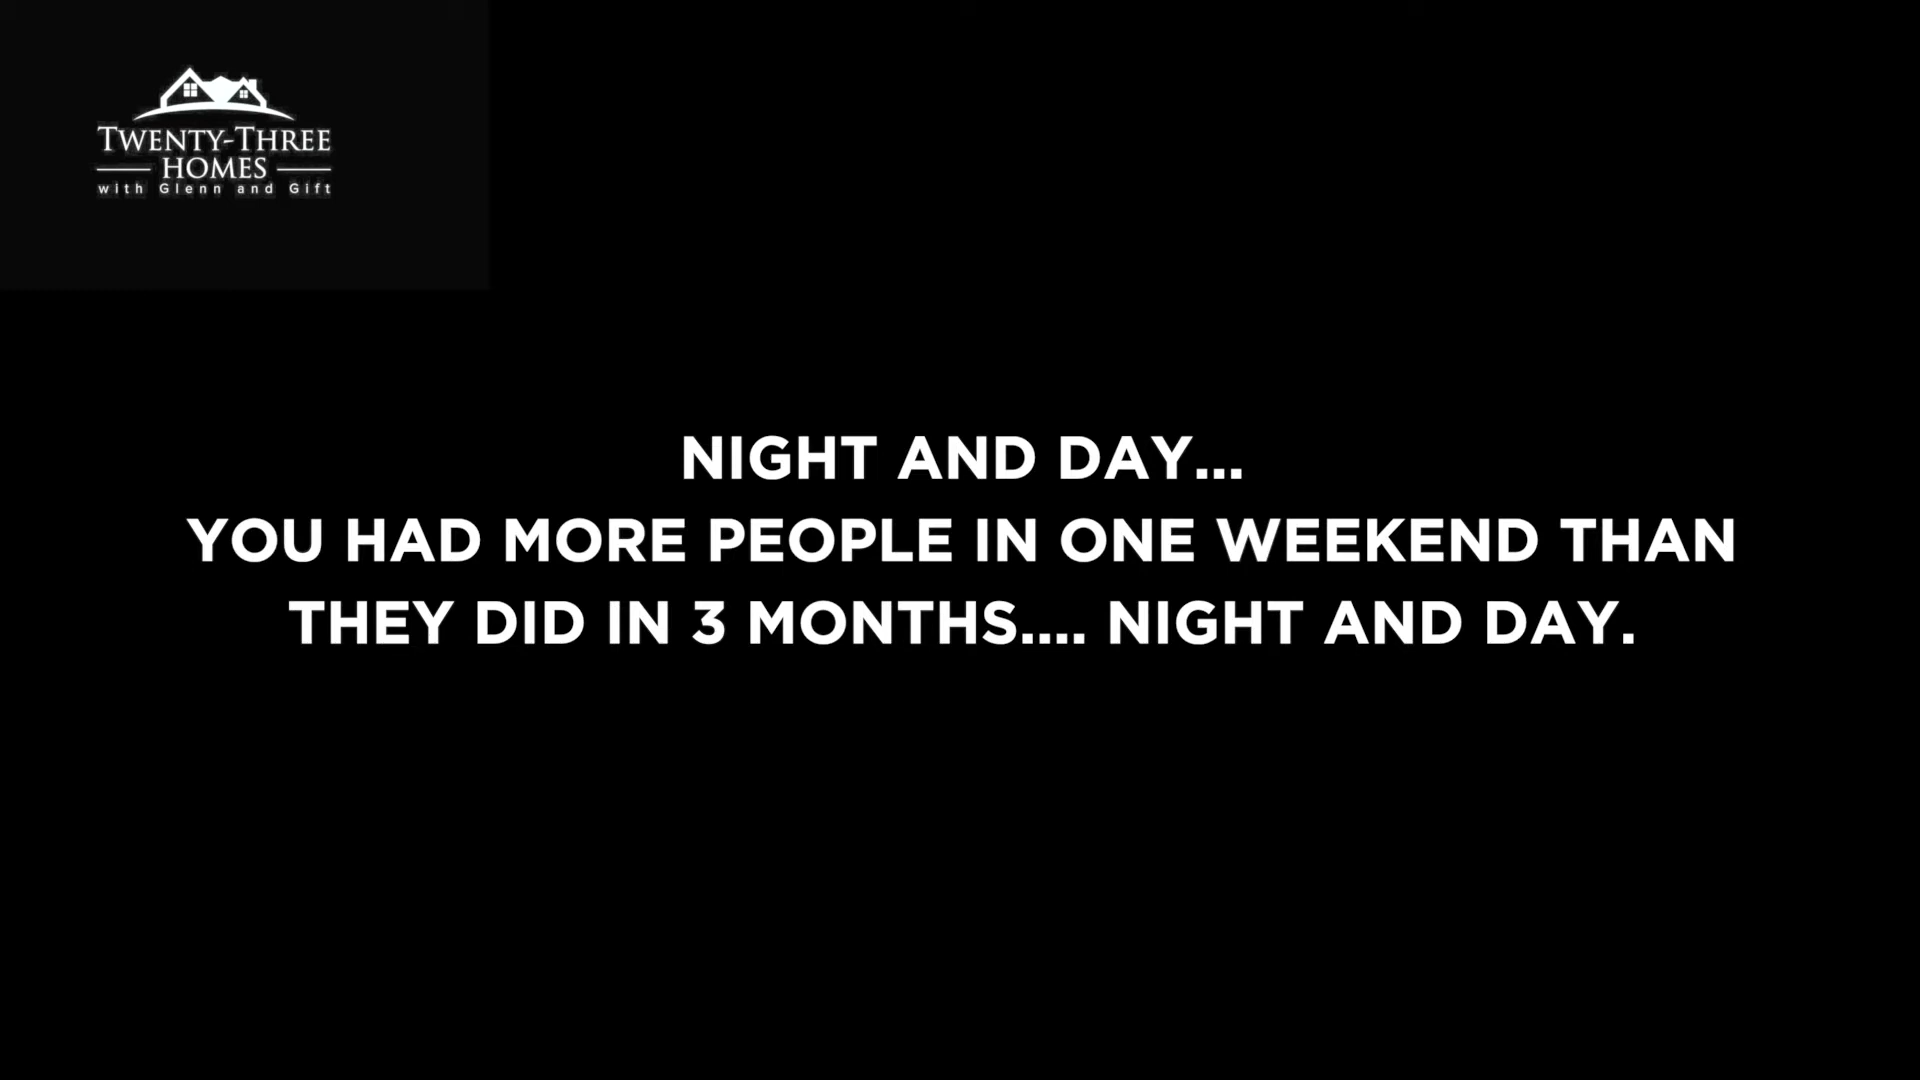 TWENTY-THREE
HOMES
with Glenn and Gift
NIGHT AND DAY...
YOU HAD MORE PEOPLE IN ONE WEEKEND THAN
THEY DID IN 3 MONTHS.... NIGHT AND DAY.